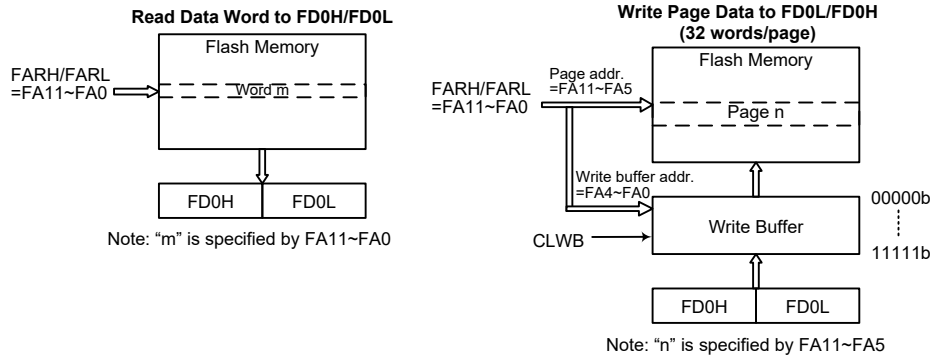 Read Data Word to FD0H/FD0L
Flash Memory
FARH/FARL
=FA11~FA0
Word m
FD0H
FD0L
Note: “m” is specified by FA11~FA0
Write Page Data to FD0L/FD0H
(32 words/page)
Flash Memory
Page addr.
=FA11~FA5
FARH/FARL
=FA11~FA0
Page n
Write buffer addr.
=FA4~FA0
Write Buffer
00000b
11111b
CLWB
FD0H
FD0L
Note: “n” is specified by FA11~FA5